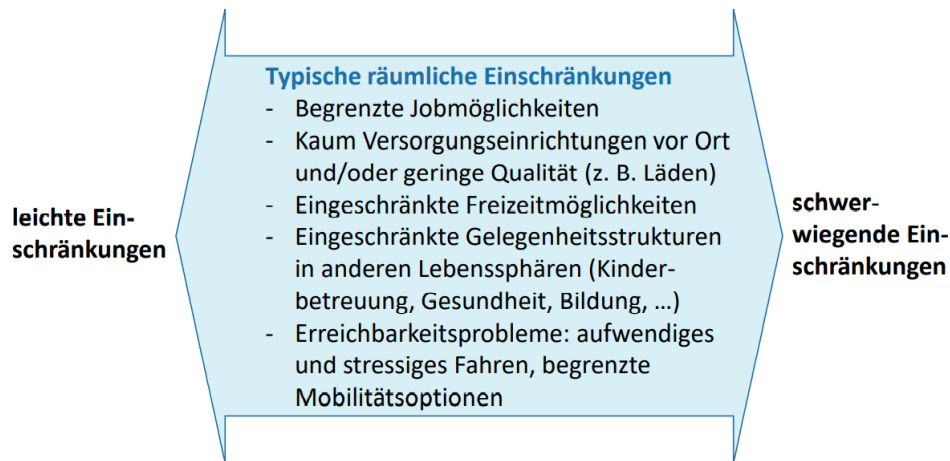 Typische räumliche Einschränkungen
- Begrenzte Jobmöglichkeiten
- Kaum Versorgungseinrichtungen vor Ort
und/oder geringe Qualität (z. B. Läden)
- Eingeschränkte Freizeitmöglichkeiten
- Eingeschränkte Gelegenheitsstrukturen
in anderen Lebenssphären (Kinder-
betreuung, Gesundheit, Bildung, ...)
- Erreichbarkeitsprobleme: aufwendiges
und stressiges Fahren, begrenzte
Mobilitätsoptionen
leichte Ein-
schränkungen
schwer-
wiegende Ein-
schränkungen